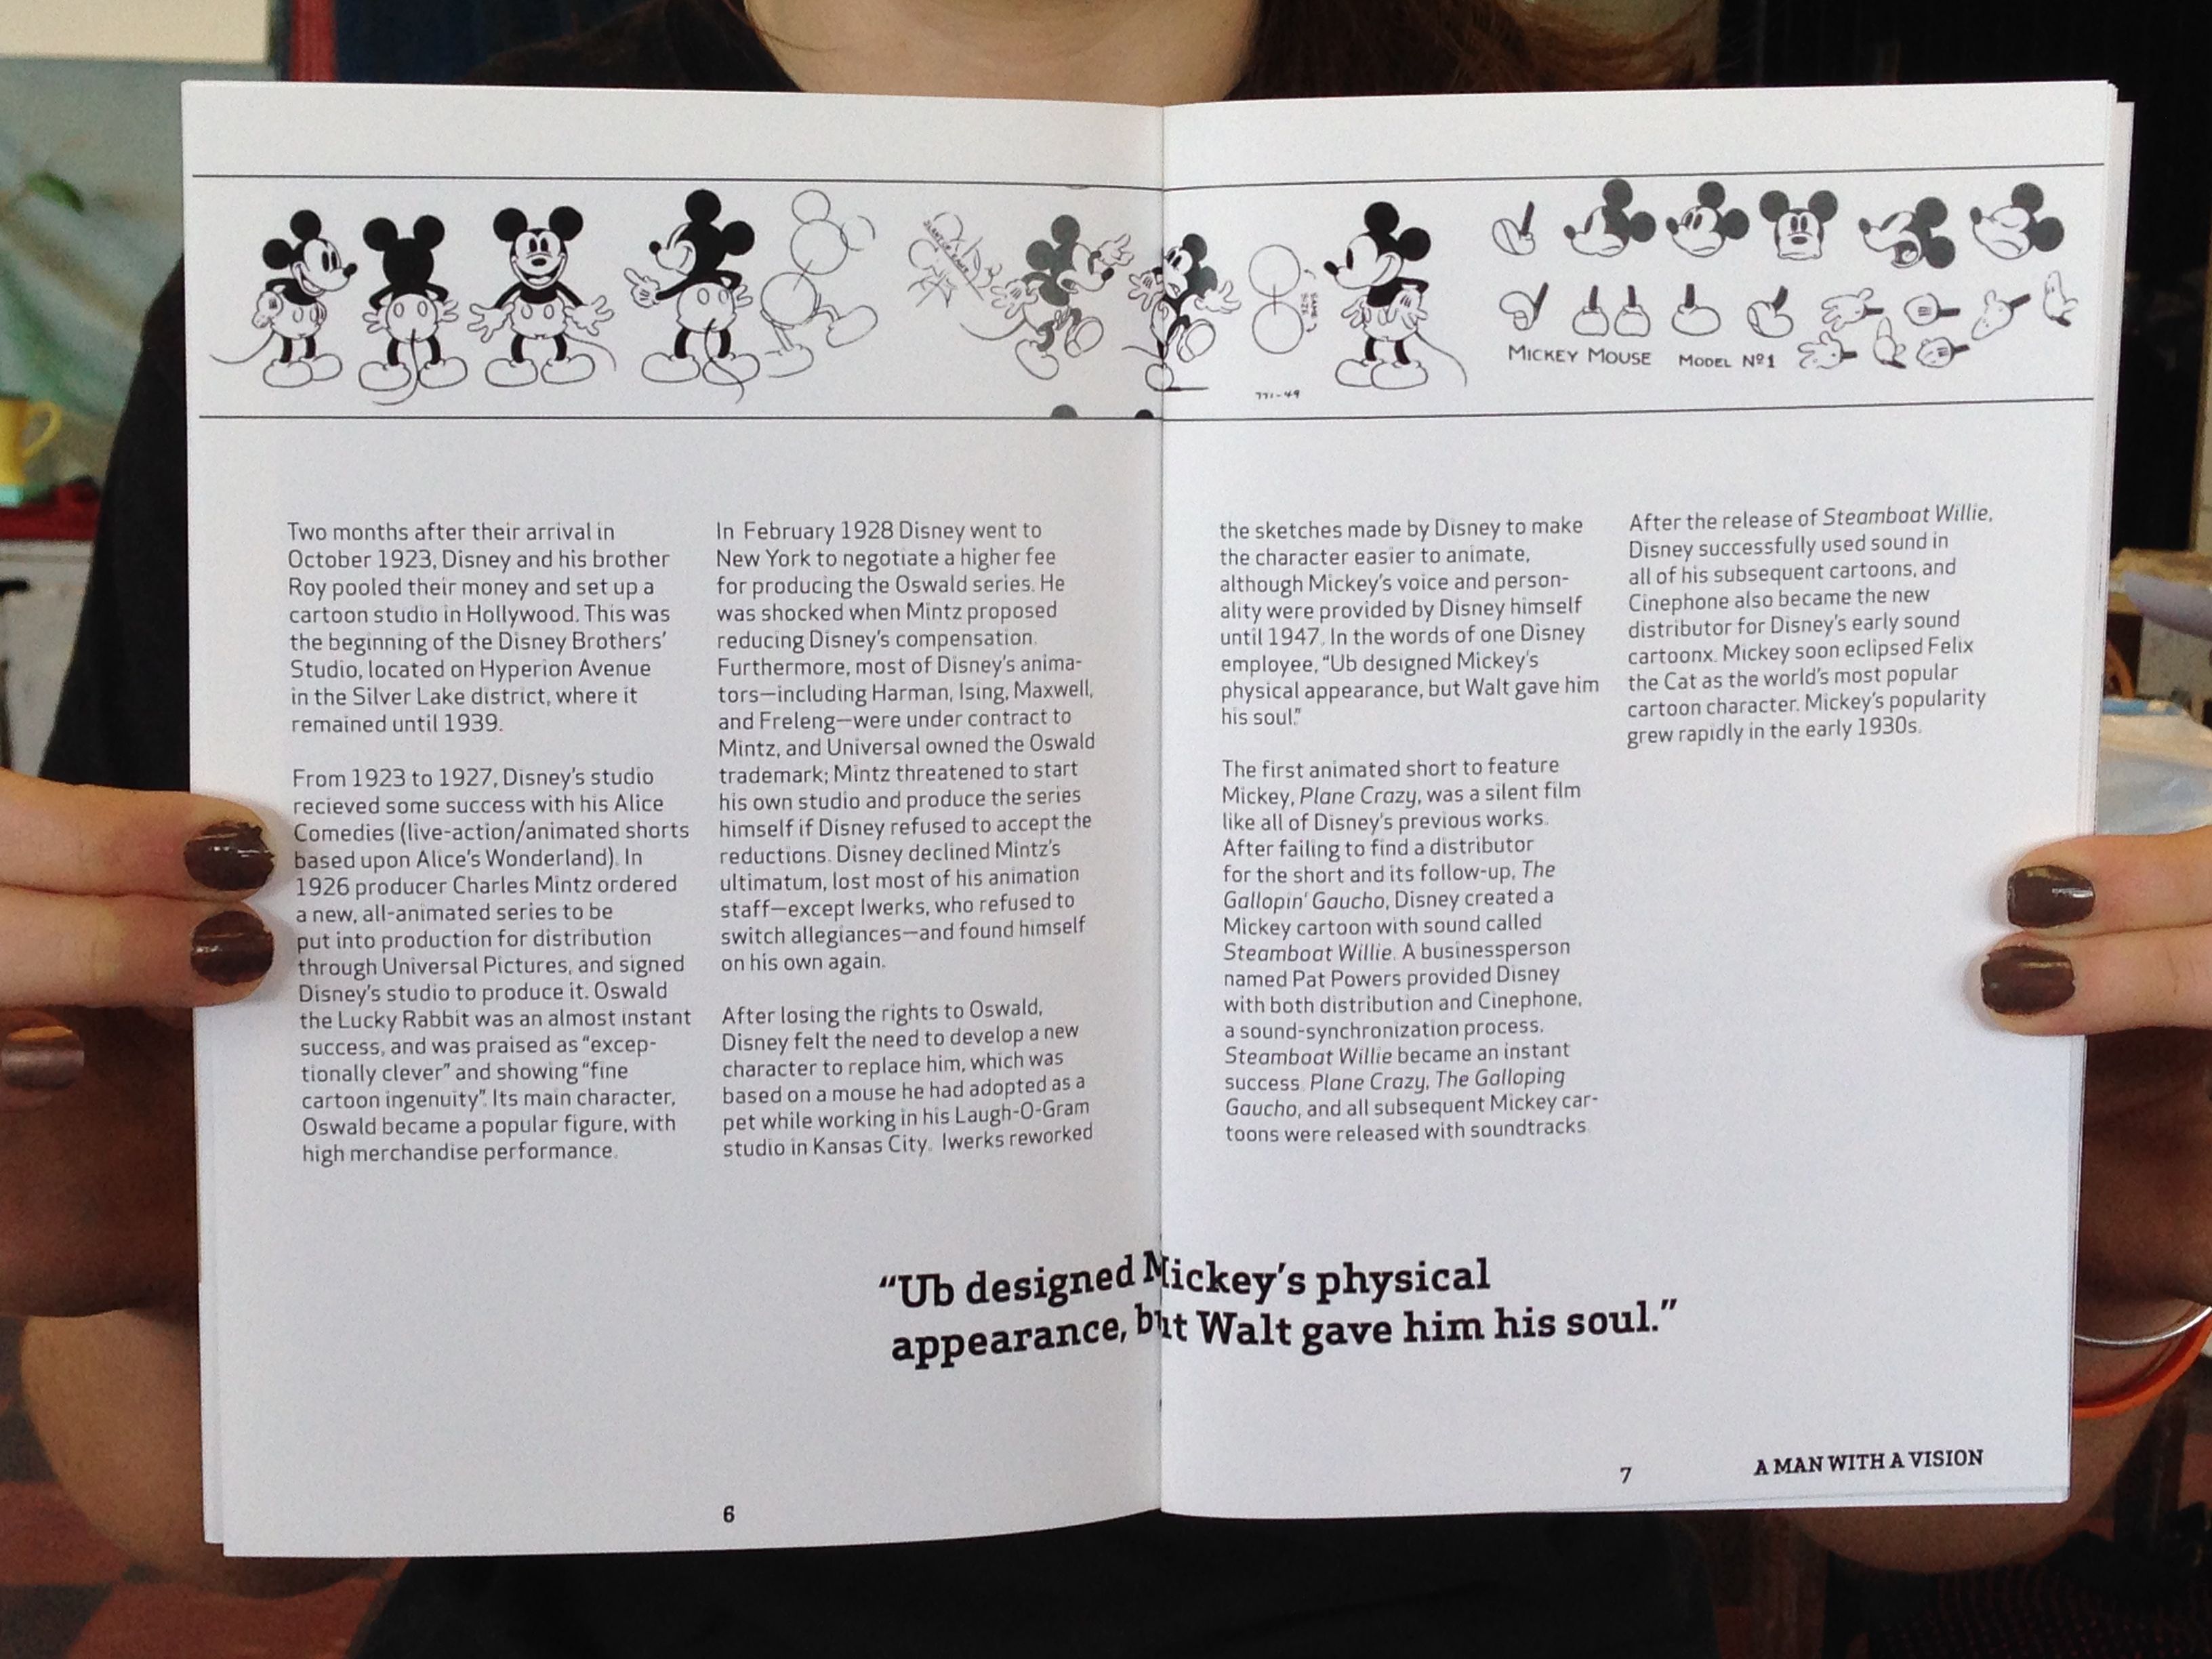 SAME SIZE
771-49
MICKEY MOUSE MODEL Nº1
Two months after their arrival in
October 1923, Disney and his brother
Roy pooled their money and set up a
cartoon studio in Hollywood. This was
the beginning of the Disney Brothers’
Studio, located on Hyperion Avenue
in the Silver Lake district, where it
remained until 1939.
From 1923 to 1927, Disney’s studio
recieved some success with his Alice
Comedies (live-action/animated shorts
based upon Alice’s Wonderland). In
1926 producer Charles Mintz ordered
a new, all-animated series to be
put into production for distribution
through Universal Pictures, and signed
Disney’s studio to produce it. Oswald
the Lucky Rabbit was an almost instant
success, and was praised as “excep-
tionally clever” and showing “fine
cartoon ingenuity”. Its main character,
Oswald became a popular figure, with
high merchandise performance.
In February 1928 Disney went to
New York to negotiate a higher fee
for producing the Oswald series. He
was shocked when Mintz proposed
reducing Disney’s compensation.
Furthermore, most of Disney’s anima-
tors—including Harman, Ising, Maxwell,
and Freleng—were under contract to
Mintz, and Universal owned the Oswald
trademark; Mintz threatened to start
his own studio and produce the series
himself if Disney refused to accept the
reductions. Disney declined Mintz’s
ultimatum, lost most of his animation
staff—except Iwerks, who refused to
switch allegiances—and found himself
on his own again.
After losing the rights to Oswald,
Disney felt the need to develop a new
character to replace him, which was
based on a mouse he had adopted as a
pet while working in his Laugh-O-Gram
studio in Kansas City. Iwerks reworked
the sketches made by Disney to make
the character easier to animate,
although Mickey’s voice and person-
ality were provided by Disney himself
until 1947. In the words of one Disney
employee, “Ub designed Mickey’s
physical appearance, but Walt gave him
his soul.”
The first animated short to feature
Mickey, Plane Crazy, was a silent film
like all of Disney’s previous works.
After failing to find a distributor
for the short and its follow-up, The
Gallopin’ Gaucho, Disney created a
Mickey cartoon with sound called
Steamboat Willie. A businessperson
named Pat Powers provided Disney
with both distribution and Cinephone,
a sound-synchronization process.
Steamboat Willie became an instant
success. Plane Crazy, The Galloping
Gaucho, and all subsequent Mickey car-
toons were released with soundtracks.
After the release of Steamboat Willie,
Disney successfully used sound in
all of his subsequent cartoons, and
Cinephone also became the new
distributor for Disney’s early sound
cartoonx. Mickey soon eclipsed Felix
the Cat as the world’s most popular
cartoon character. Mickey’s popularity
grew rapidly in the early 1930s.
“Ub designed Mickey’s physical
appearance, but Walt gave him his soul.”
6
7
A MAN WITH A VISION